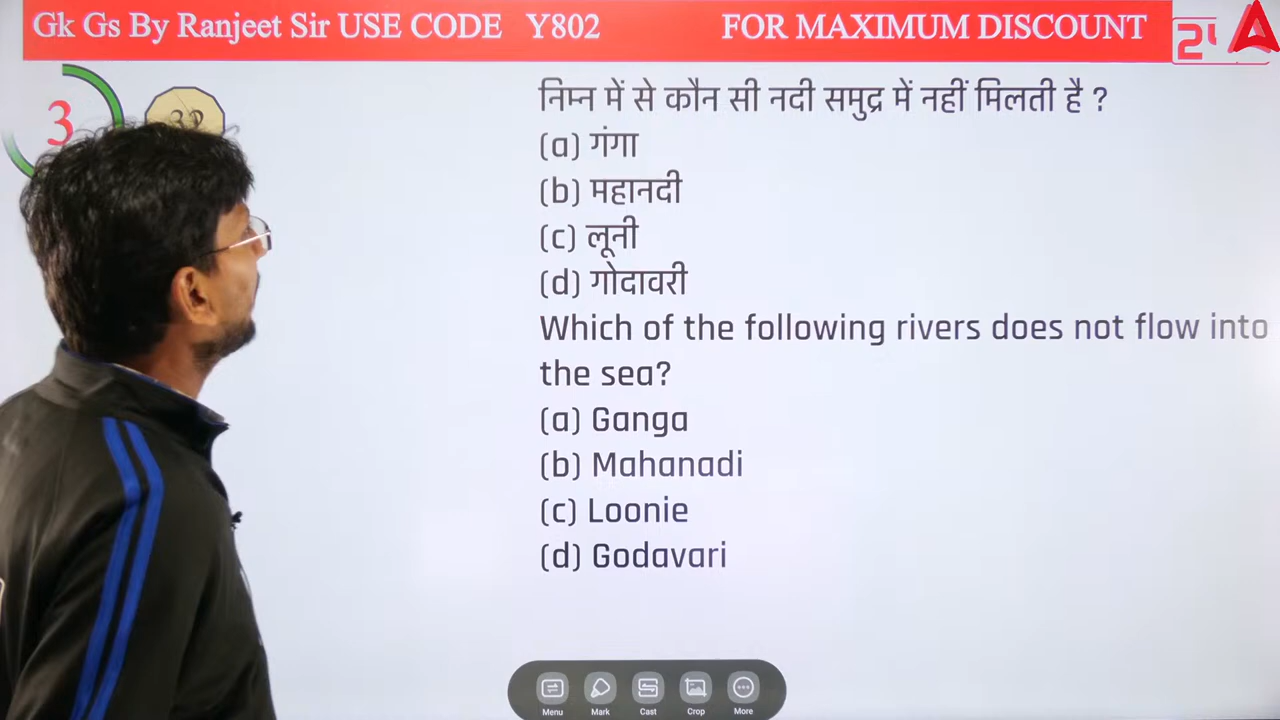 Gk Gs By Ranjeet Sir USE CODE Y802 FOR MAXIMUM DISCOUNT
3
निम्न में से कौन सी नदी समुद्र में नहीं मिलती है ?
(a) गंगा
(b) महानदी
(c) लूनी
(d) गोदावरी
Which of the following rivers does not flow into
the sea?
(a) Ganga
(b) Mahanadi
(c) Loonie
(d) Godavari
Menu Mark Cast Crop More